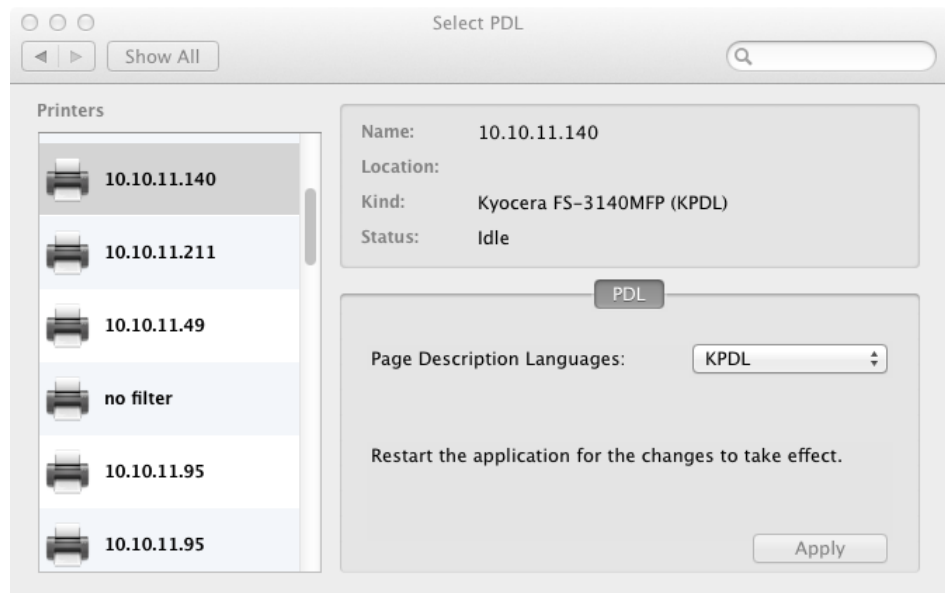 Select PDL
Show All
Printers
10.10.11.140
10.10.11.211
10.10.11.49
no filter
10.10.11.95
10.10.11.95
Name: 10.10.11.140
Location:
Kind: Kyocera FS-3140MFP (KPDL)
Status: Idle
PDL
Page Description Languages: KPDL
Restart the application for the changes to take effect.
Apply